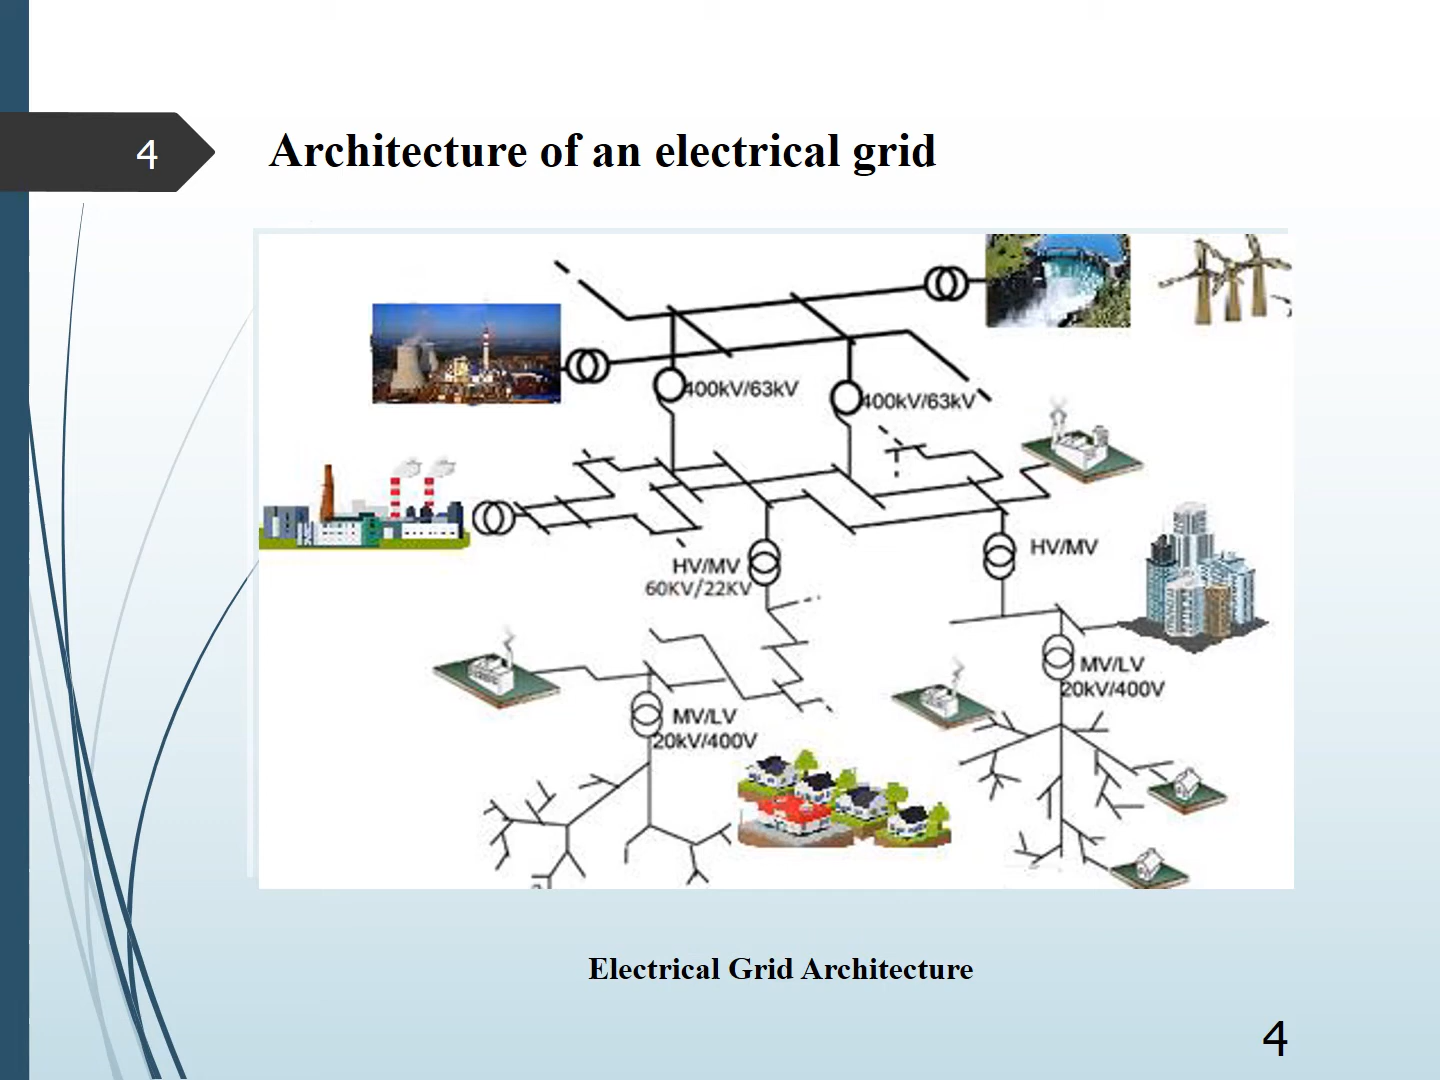 4
Architecture of an electrical grid
400kV/63kV
400kV/63kV
HV/MV
60KV/22KV
HV/MV
MV/LV
20kV/400V
MV/LV
20kV/400V
Electrical Grid Architecture
4